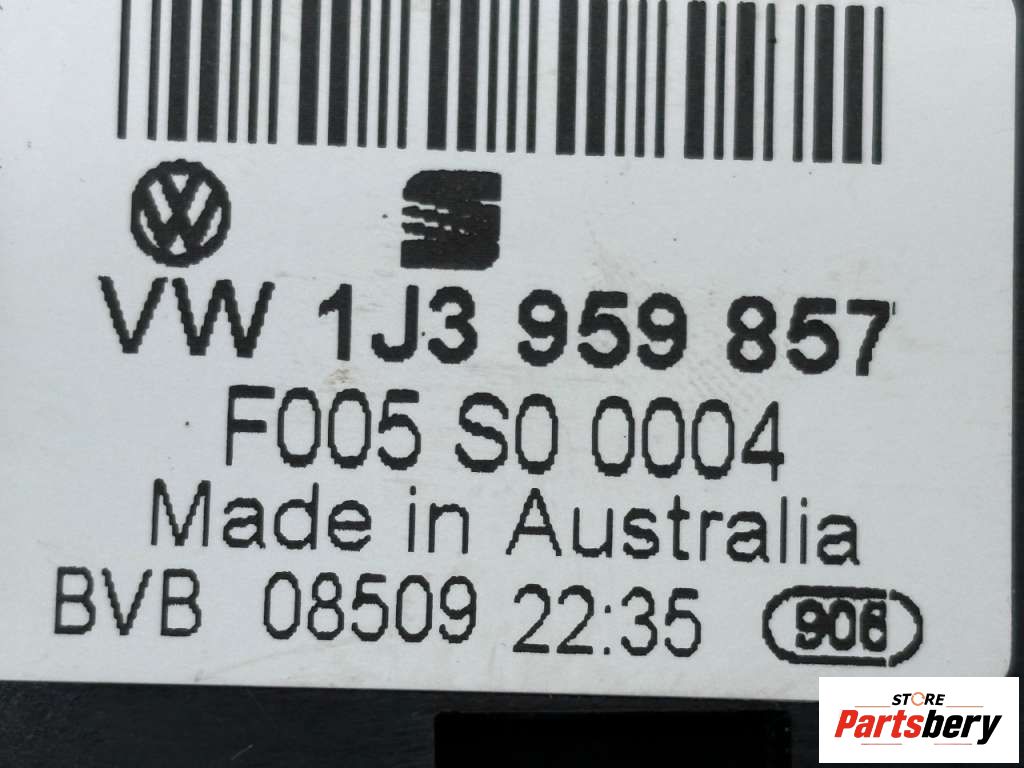 VW 1J3 959 857
F005 S0 0004
Made in Australia
BVB 08509 22:35 906
STORE
Partsbery